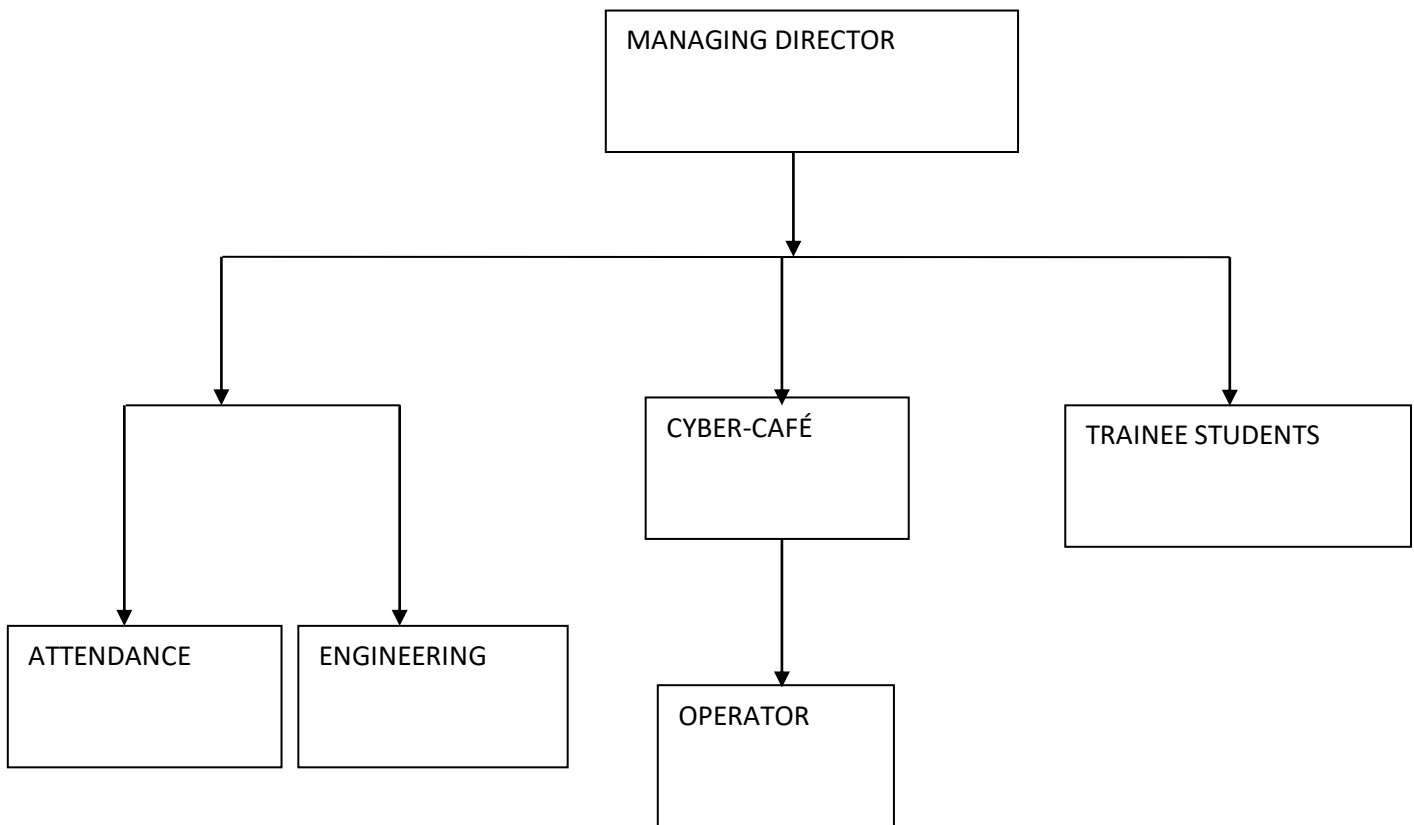 MANAGING DIRECTOR
CYBER-CAFÉ
TRAINEE STUDENTS
ATTENDANCE
ENGINEERING
OPERATOR